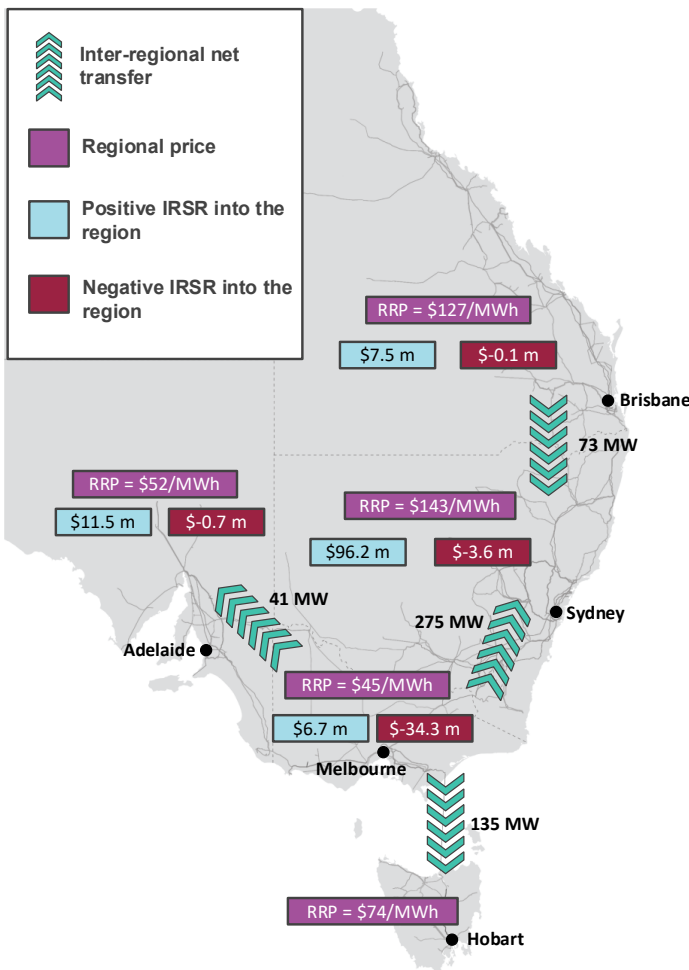 Inter-regional net
transfer
Regional price
Positive IRSR into the
region
Negative IRSR into the
region
RRP = $127/MWh
$7.5 m
$-0.1 m
Brisbane
73 MW
RRP = $52/MWh
$11.5 m
$-0.7 m
RRP = $143/MWh
$96.2 m
$-3.6 m
41 MW
275 MW
Sydney
Adelaide
RRP = $45/MWh
$6.7 m
$-34.3 m
Melbourne
135 MW
RRP = $74/MWh
Hobart